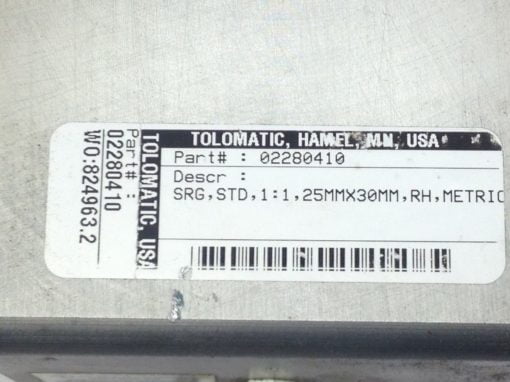 TOLOMATIC, HAMEL, MN, USA
Part# : 02280410
Descr :
SRG,STD,1:1,25MMX30MM,RH,METRIC
TOLOMATIC, USA
Part# :
02280410
WO:824963.2